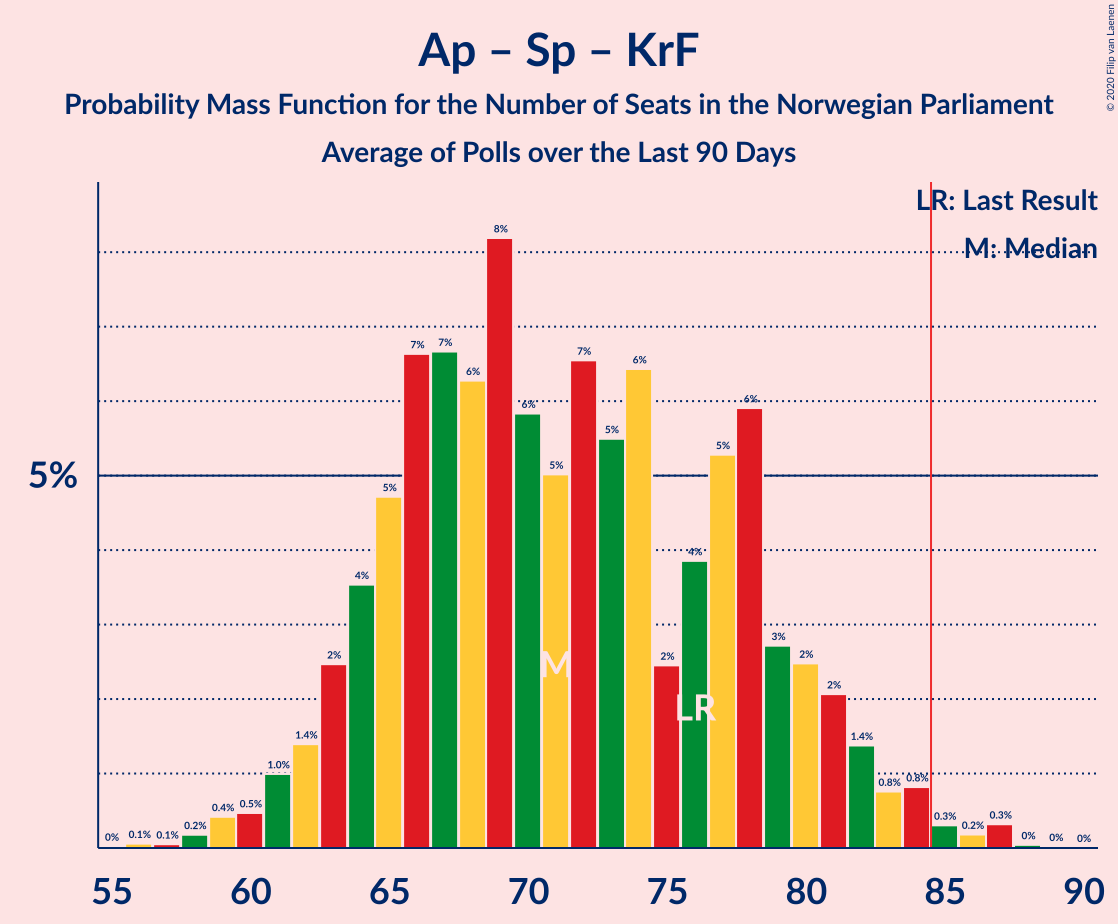 Ap – Sp – KrF
Probability Mass Function for the Number of Seats in the Norwegian Parliament
Average of Polls over the Last 90 Days
© 2020 Filip van Laenen
LR: Last Result
M: Median
5%
0% 0.1% 0.1% 0.2% 0.4% 0.5% 1.0% 1.4% 2% 4% 5% 7% 7% 6% 8% 6% 5% 7% 5% 6% 2% 4% 5% 6% 3% 2% 2% 1.4% 0.8% 0.8% 0.3% 0.2% 0.3% 0% 0% 0%
M
LR
55 60 65 70 75 80 85 90